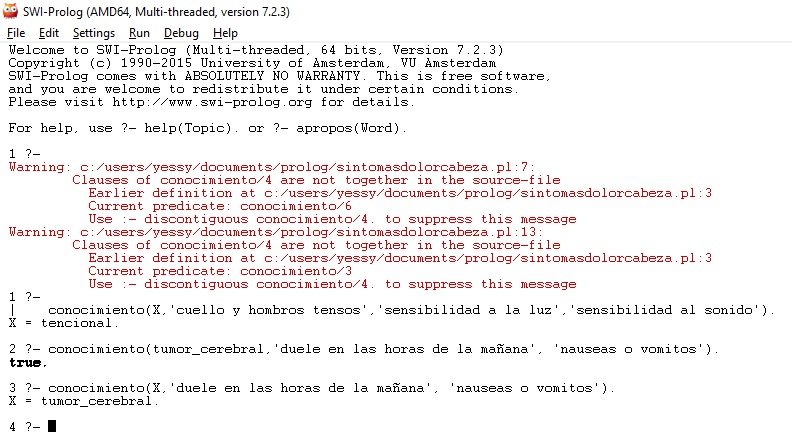 SWI-Prolog (AMD64, Multi-threaded, version 7.2.3)
File Edit Settings Run Debug Help
Welcome to SWI-Prolog (Multi-threaded, 64 bits, Version 7.2.3)
Copyright (c) 1990-2015 University of Amsterdam, VU Amsterdam
SWI-Prolog comes with ABSOLUTELY NO WARRANTY. This is free software,
and you are welcome to redistribute it under certain conditions.
Please visit http://www.swi-prolog.org for details.
For help, use ?- help(Topic). or ?- apropos(Word).
1 ?-
Warning: c:/users/yessy/documents/prolog/sintomasdolorcabeza.pl:7:
Clauses of conocimiento/4 are not together in the source-file
Earlier definition at c:/users/yessy/documents/prolog/sintomasdolorcabeza.pl:3
Current predicate: conocimiento/6
Use :- discontiguous conocimiento/4. to suppress this message
Warning: c:/users/yessy/documents/prolog/sintomasdolorcabeza.pl:13:
Clauses of conocimiento/4 are not together in the source-file
Earlier definition at c:/users/yessy/documents/prolog/sintomasdolorcabeza.pl:3
Current predicate: conocimiento/3
Use :- discontiguous conocimiento/4. to suppress this message
1 ?-
| conocimiento(X,'cuello y hombros tensos','sensibilidad a la luz','sensibilidad al sonido').
X = tencional.
2 ?- conocimiento(tumor_cerebral,'duele en las horas de la mañana', 'nauseas o vomitos').
true.
3 ?- conocimiento(X,'duele en las horas de la mañana', 'nauseas o vomitos').
X = tumor_cerebral.
4 ?-